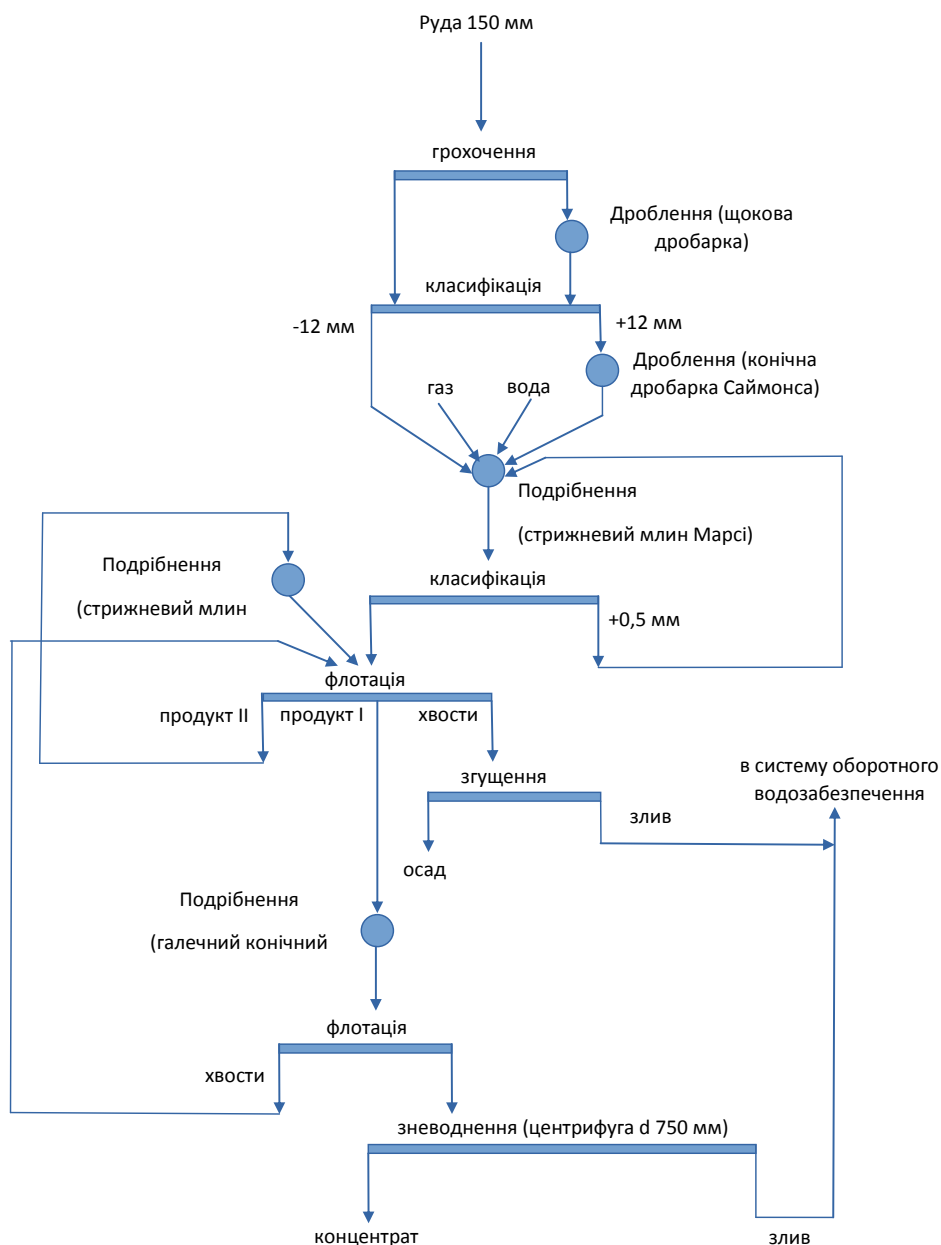 Руда 150 мм
грохочення
Дроблення (щокова
дробарка)
класифікація
-12 мм
+12 мм
Дроблення (конічна
дробарка Саймонса)
газ
вода
Подрібнення
(стрижневий млин Марсі)
Подрібнення
(стрижневий млин
класифікація
+0,5 мм
флотація
продукт II
продукт I
хвости
згущення
в систему оборотного
водозабезпечення
злив
осад
Подрібнення
(галечний конічний
флотація
хвости
зневоднення (центрифуга d 750 мм)
концентрат
злив